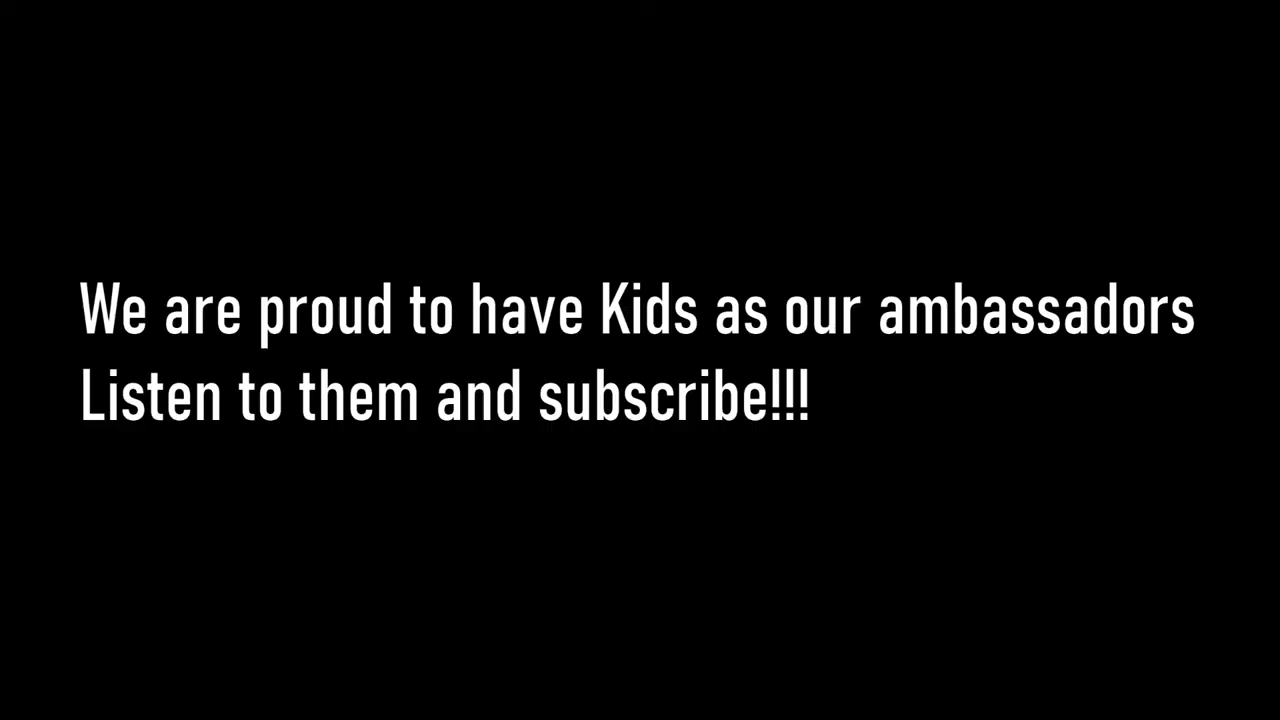 We are proud to have Kids as our ambassadors
Listen to them and subscribe!!!